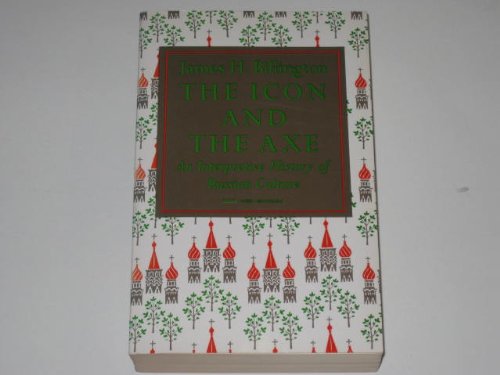 James H. Billington
THE ICON
AND
THE AXE
An Interpretive History of
Russian Culture